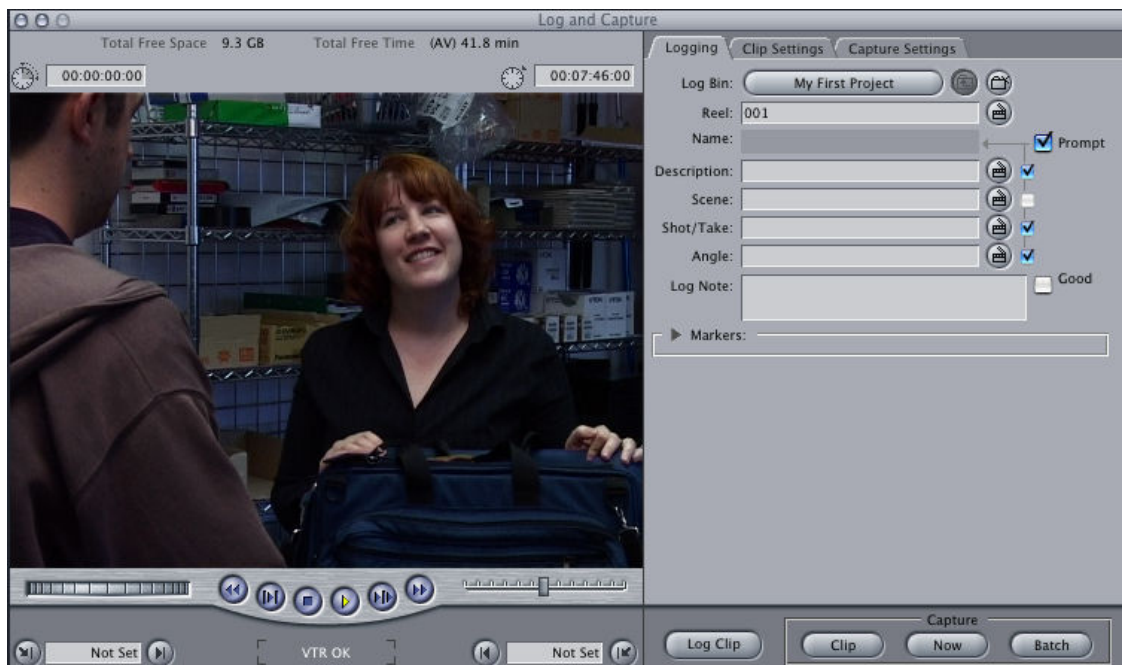 Log and Capture
Total Free Space 9.3 GB Total Free Time (AV) 41.8 min
00:00:00:00 00:07:46:00
Logging Clip Settings Capture Settings
Log Bin: My First Project
Reel: 001
Name: Prompt
Description:
Scene:
Shot/Take:
Angle:
Log Note: Good
Markers:
Not Set VTR OK Not Set
Log Clip
Capture
Clip Now Batch